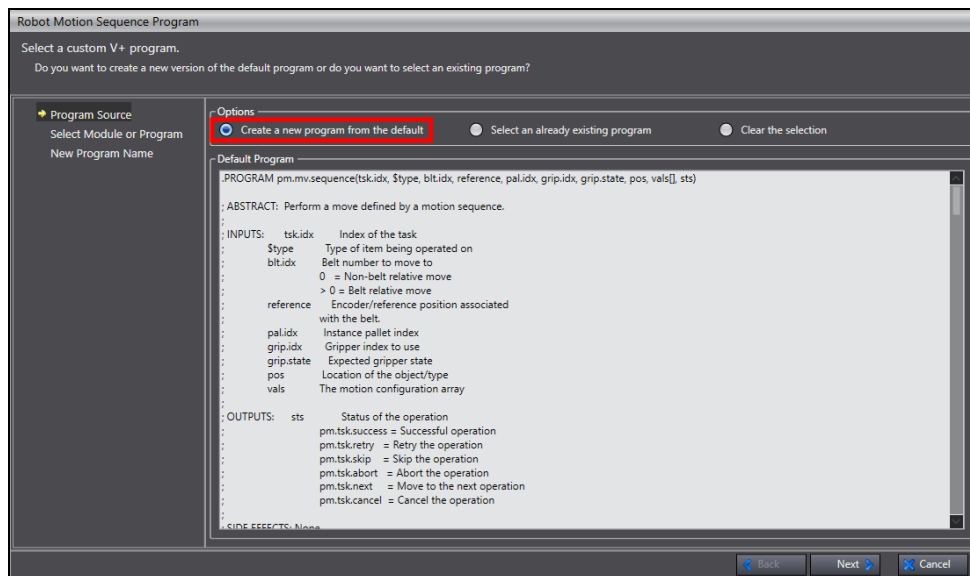 Robot Motion Sequence Program
Select a custom V+ program.
Do you want to create a new version of the default program or do you want to select an existing program?
Program Source
Select Module or Program
New Program Name
Options
Create a new program from the default
Select an already existing program
Clear the selection
Default Program
.PROGRAM pm.mv.sequence(tsk.idx, $type, blt.idx, reference, pal.idx, grip.idx, grip.state, pos, vals[], sts)
; ABSTRACT: Perform a move defined by a motion sequence.
;
; INPUTS: tsk.idx Index of the task
; $type Type of item being operated on
; blt.idx Belt number to move to
; 0 = Non-belt relative move
; > 0 = Belt relative move
; reference Encoder/reference position associated
; with the belt.
; pal.idx Instance pallet index
; grip.idx Gripper index to use
; grip.state Expected gripper state
; pos Location of the object/type
; vals The motion configuration array
;
; OUTPUTS: sts Status of the operation
; pm.tsk.success = Successful operation
; pm.tsk.retry = Retry the operation
; pm.tsk.skip = Skip the operation
; pm.tsk.abort = Abort the operation
; pm.tsk.next = Move to the next operation
; pm.tsk.cancel = Cancel the operation
;
; SIDE EFFECTS: None
Back
Next
Cancel